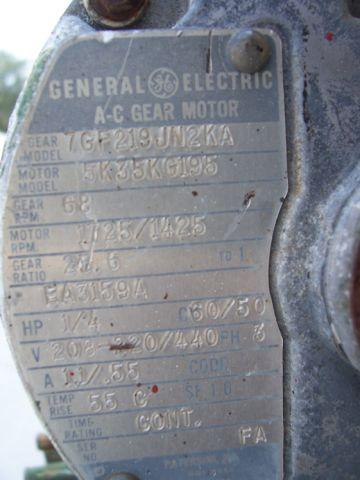 GENERAL GE ELECTRIC
A-C GEAR MOTOR
GEAR MODEL 7GF219JN2KA
MOTOR MODEL 5K35KG195
GEAR RPM. 68
MOTOR RPM. 1725/1425
GEAR RATIO .6 TO 1
EA3159A
HP 1/4 C 60/50
V 208-220/440 PH 3
A 1.1/.55 CODE
TEMP RISE 55 C SF 1.0
TIME RATING CONT.
SER NO FA